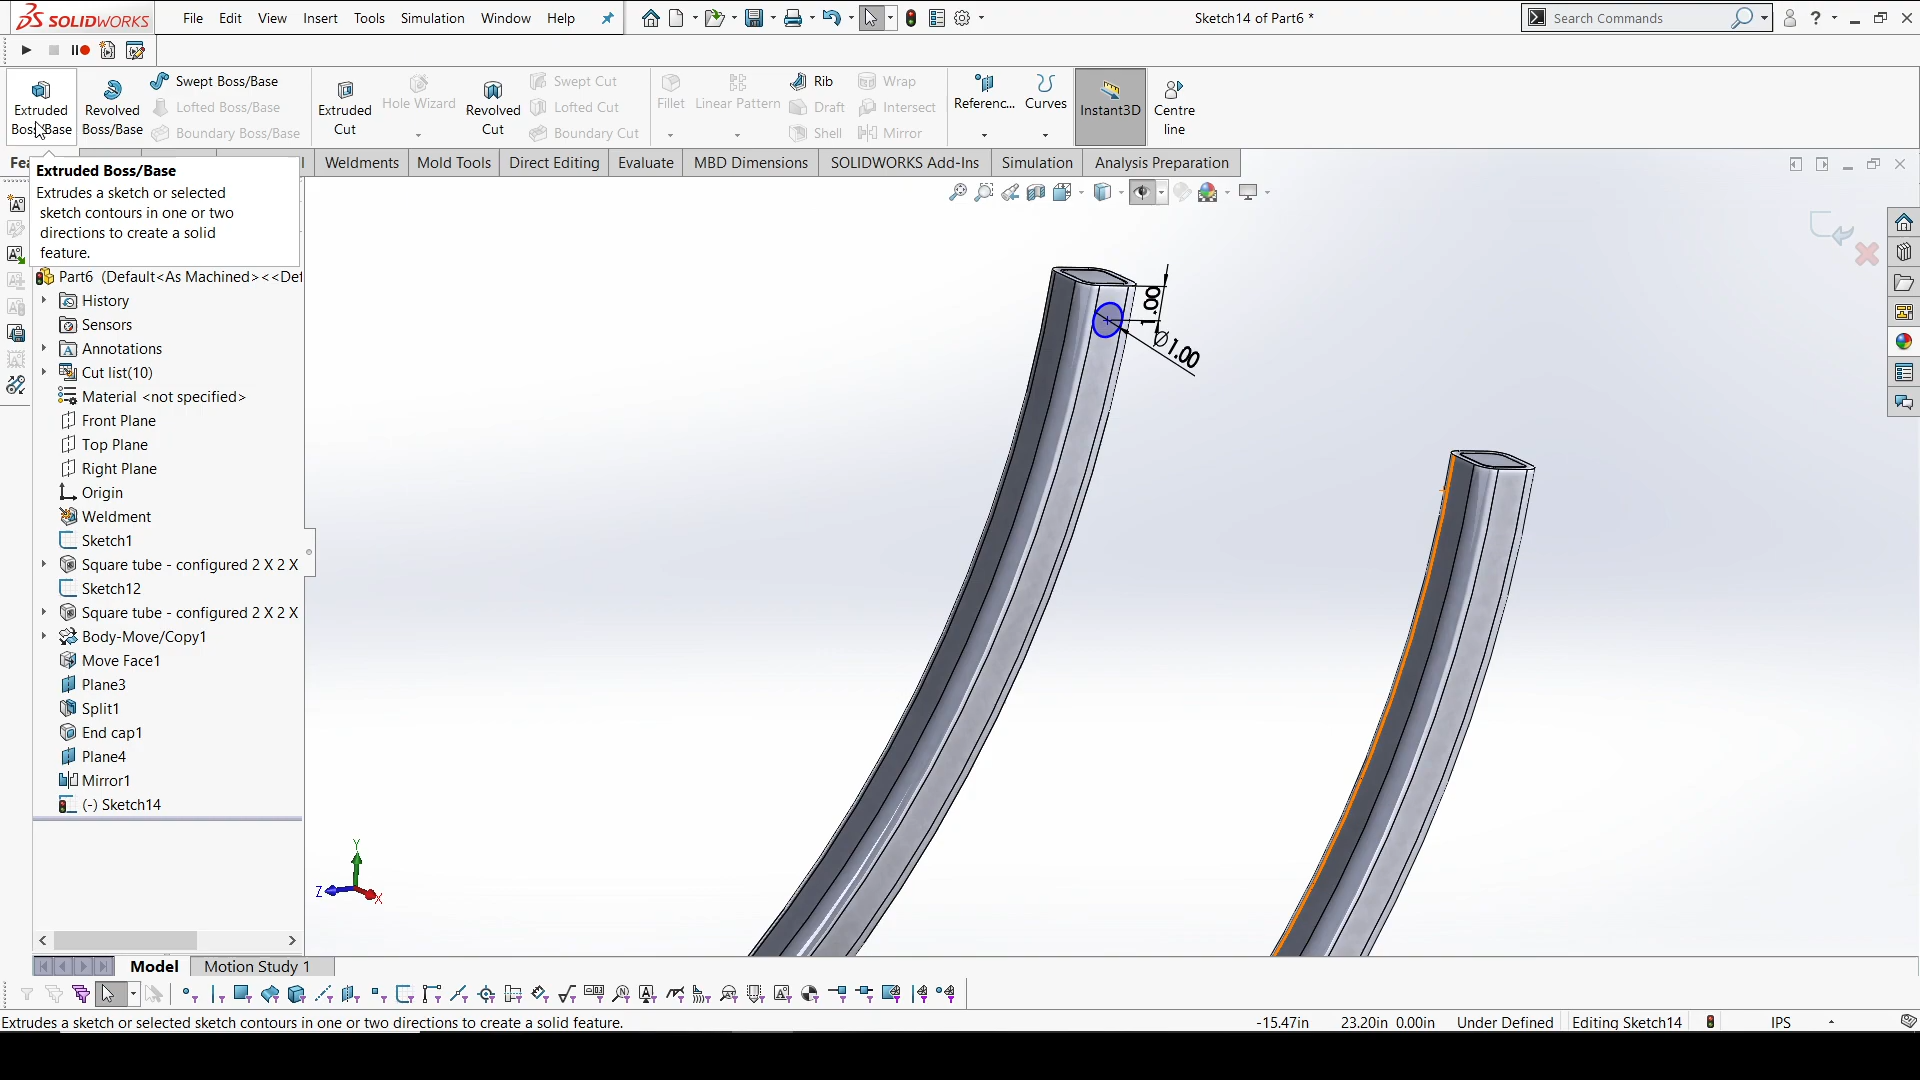 SOLIDWORKS
File Edit View Insert Tools Simulation Window Help
Sketch14 of Part6 *
Search Commands
Extruded Boss/Base
Revolved Boss/Base
Swept Boss/Base
Lofted Boss/Base
Boundary Boss/Base
Extruded Cut
Hole Wizard
Revolved Cut
Swept Cut
Lofted Cut
Boundary Cut
Fillet
Linear Pattern
Rib
Draft
Shell
Wrap
Intersect
Mirror
Referenc...
Curves
Instant3D
Centre line
Weldments Mold Tools Direct Editing Evaluate MBD Dimensions SOLIDWORKS Add-Ins Simulation Analysis Preparation
Extruded Boss/Base
Extrudes a sketch or selected
sketch contours in one or two
directions to create a solid
feature.
Part6 (Default<As Machined><<Def
History
Sensors
Annotations
Cut list(10)
Material <not specified>
Front Plane
Top Plane
Right Plane
Origin
Weldment
Sketch1
Square tube - configured 2 X 2 X
Sketch12
Square tube - configured 2 X 2 X
Body-Move/Copy1
Move Face1
Plane3
Split1
End cap1
Plane4
Mirror1
(-) Sketch14
1.00
∅1.00
Y
Z
X
Model Motion Study 1
Extrudes a sketch or selected sketch contours in one or two directions to create a solid feature.
-15.47in 23.20in 0.00in Under Defined Editing Sketch14 IPS